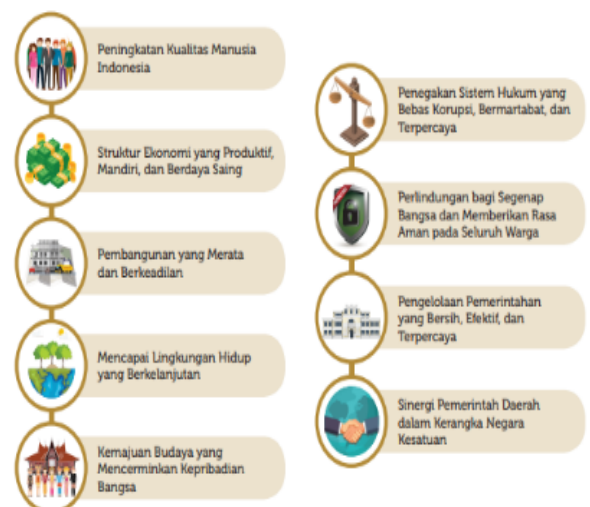 Peningkatan Kualitas Manusia
Indonesia
Struktur Ekonomi yang Produktif,
Mandiri, dan Berdaya Saing
Pembangunan yang Merata
dan Berkeadilan
Mencapai Lingkungan Hidup
yang Berkelanjutan
Kemajuan Budaya yang
Mencerminkan Kepribadian
Bangsa
Penegakan Sistem Hukum yang
Bebas Korupsi, Bermartabat, dan
Terpercaya
Perlindungan bagi Segenap
Bangsa dan Memberikan Rasa
Aman pada Seluruh Warga
Pengelolaan Pemerintahan
yang Bersih, Efektif, dan
Terpercaya
Sinergi Pemerintah Daerah
dalam Kerangka Negara
Kesatuan